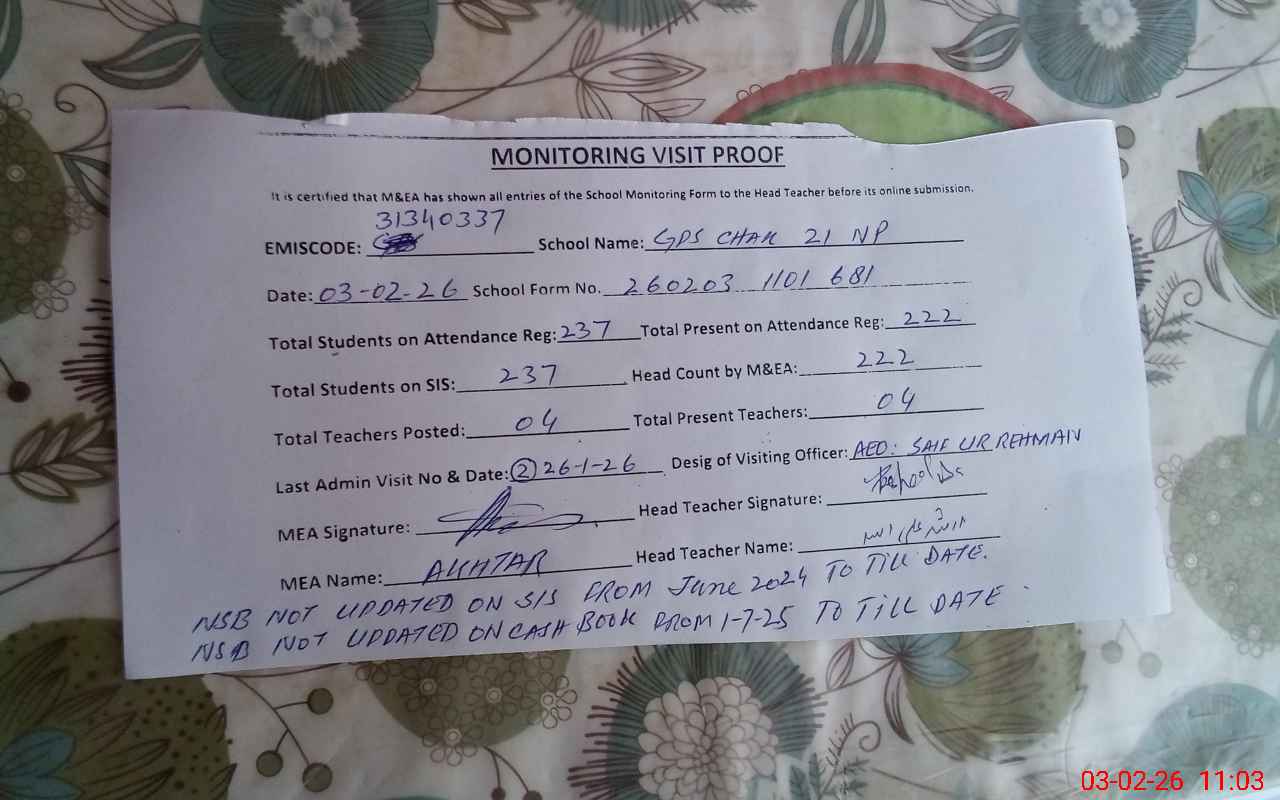 MONITORING VISIT PROOF
It is certified that M&EA has shown all entries of the School Monitoring Form to the Head Teacher before its online submission.
31340337
EMISCODE: School Name: GPS CHAK 21 NP
Date: 03-02-26 School Form No. 260203 1101 681
Total Students on Attendance Reg: 237 Total Present on Attendance Reg: 222
Total Students on SIS: 237 Head Count by M&EA: 222
Total Teachers Posted: 04 Total Present Teachers: 04
Last Admin Visit No & Date: (2) 26-1-26 Desig of Visiting Officer: AEO: SAIF UR REHMAN
MEA Signature: Head Teacher Signature:
MEA Name: AKHTAR Head Teacher Name:
NSB NOT UPDATED ON SIS FROM June 2024 TO TILL DATE.
NSB NOT UPDATED ON CASH BOOK FROM 1-7-25 TO TILL DATE
03-02-26 11:03